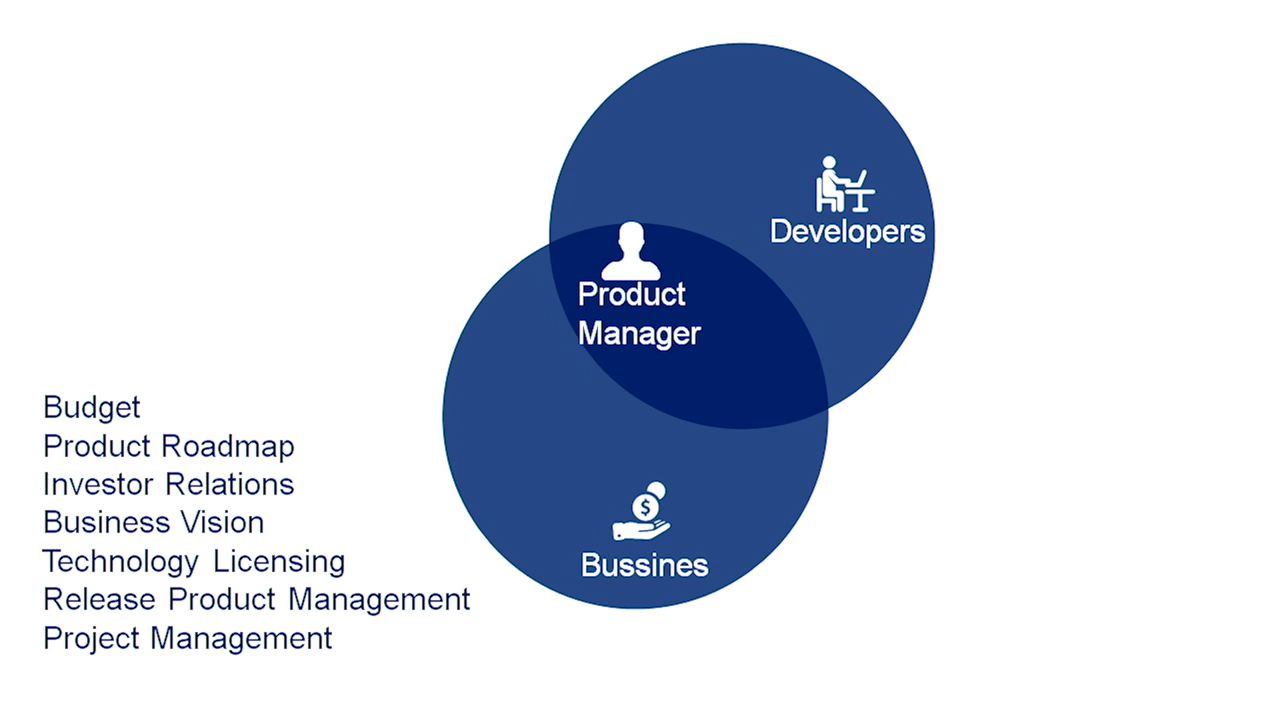 Developers
Product
Manager
Budget
Product Roadmap
Investor Relations
Business Vision
Technology Licensing
Release Product Management
Project Management
$
Bussines